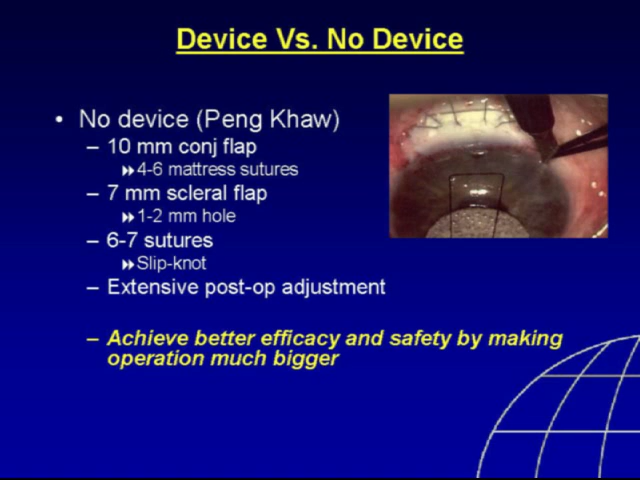 Device Vs. No Device
• No device (Peng Khaw)
– 10 mm conj flap
4-6 mattress sutures
– 7 mm scleral flap
1-2 mm hole
– 6-7 sutures
Slip-knot
– Extensive post-op adjustment
– Achieve better efficacy and safety by making
operation much bigger